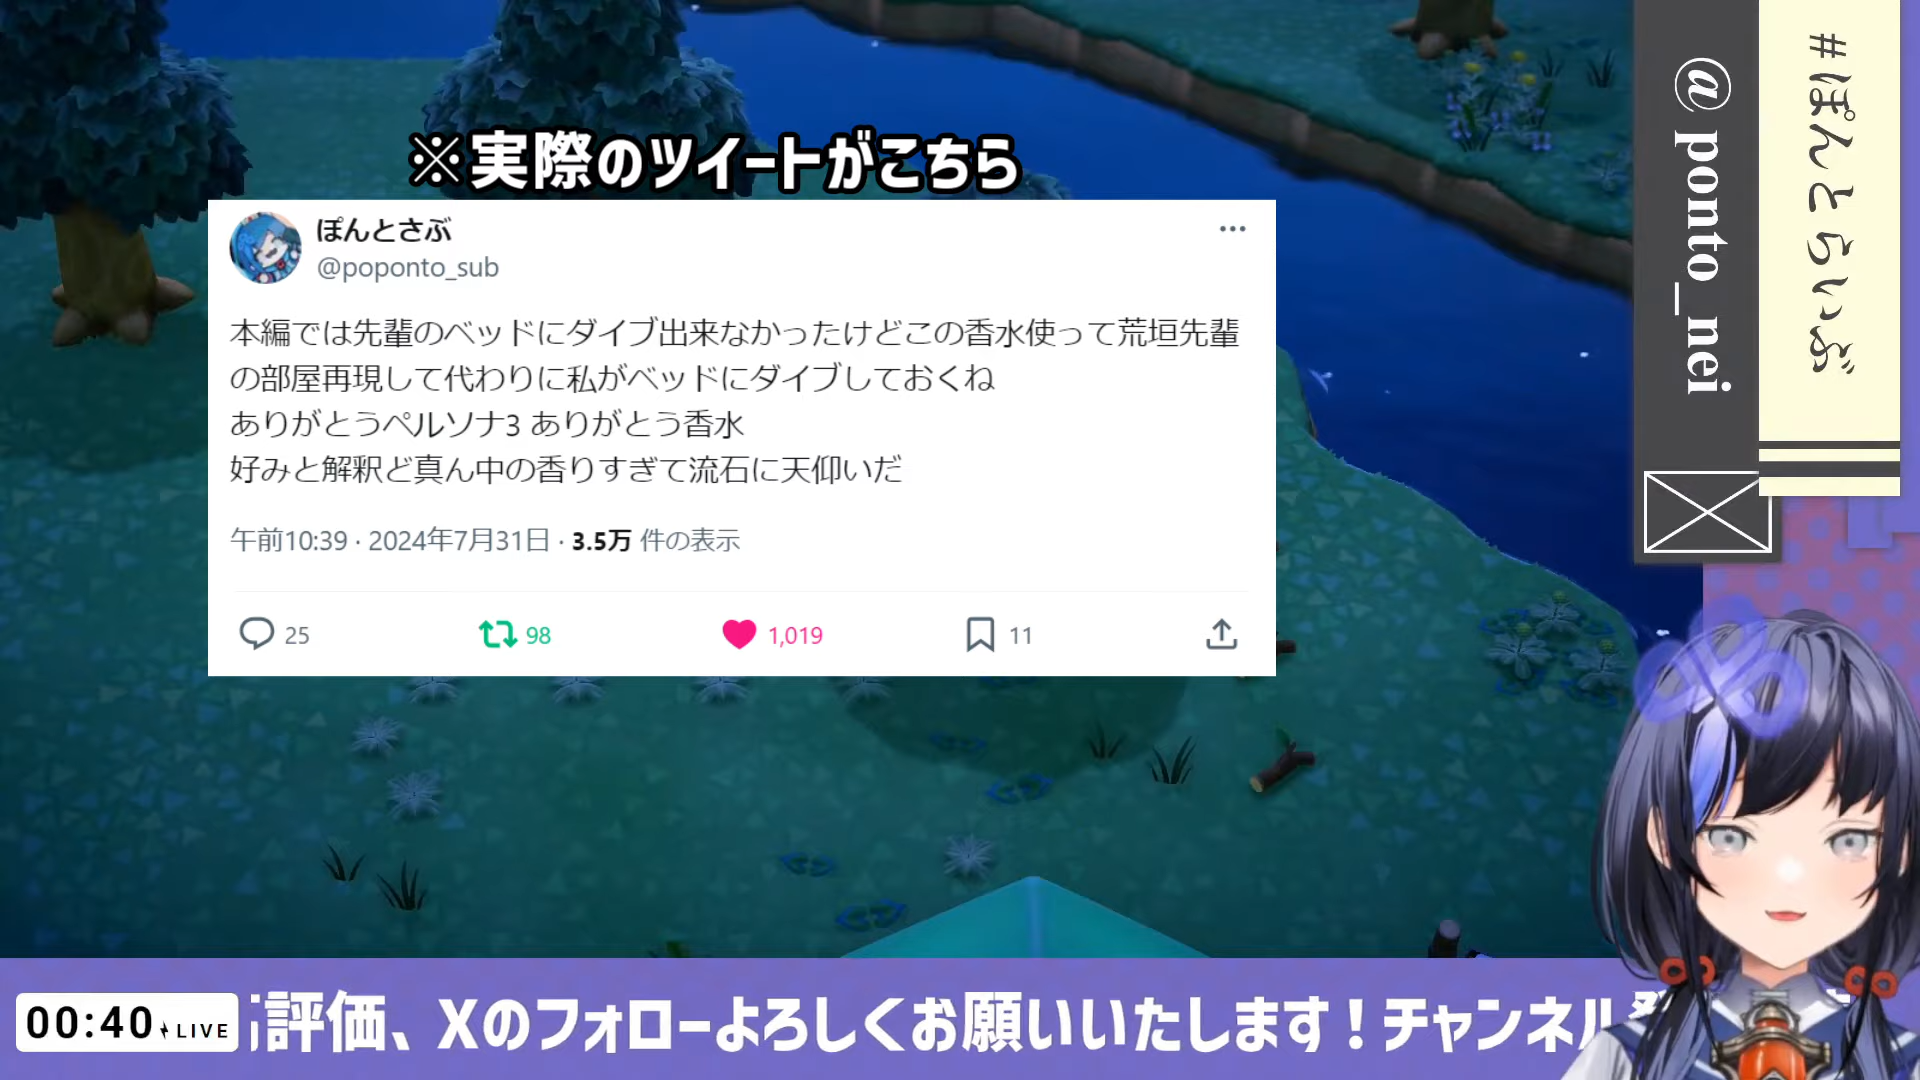 ※実際のツイートがこちら
ぽんとさぶ
@poponto_sub
本編では先輩のベッドにダイブ出来なかったけどこの香水使って荒垣先輩
の部屋再現して代わりに私がベッドにダイブしておくね
ありがとうペルソナ3 ありがとう香水
好みと解釈ど真ん中の香りすぎて流石に天仰いだ
午前10:39 · 2024年7月31日 · 3.5万 件の表示
25 98 1,019 11
#ぽんとらいぶ
@ponto_nei
00:40 LIVE
評価、Xのフォローよろしくお願いいたします！チャンネル